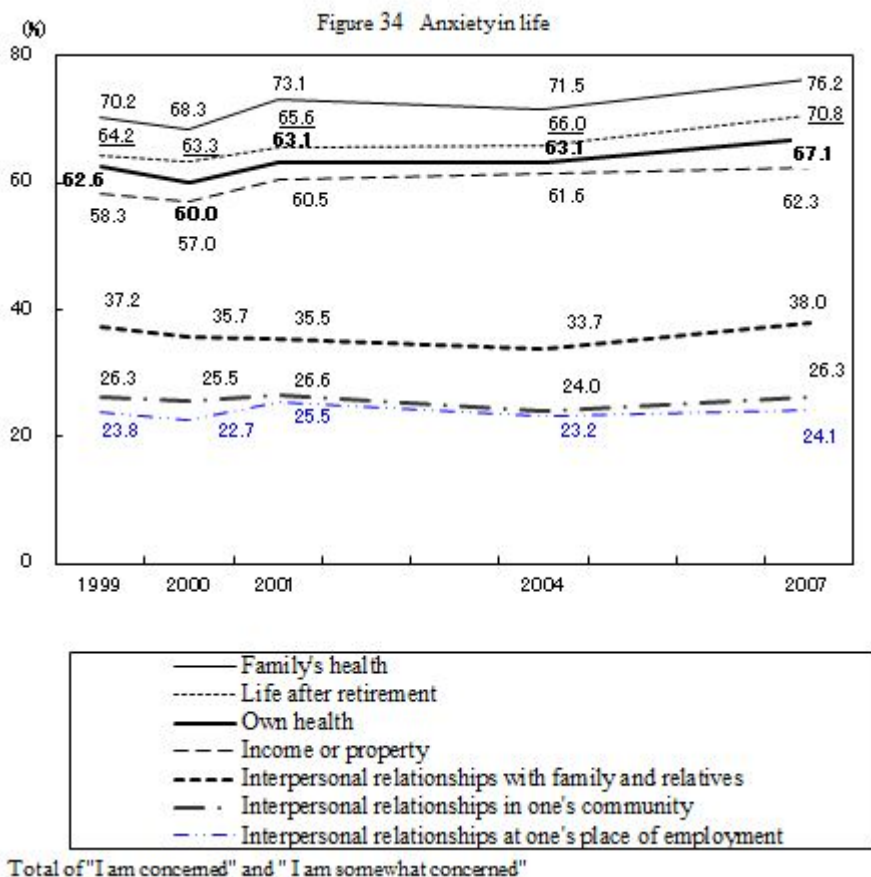 Figure 34 Anxiety in life
(%)
80
70.2 68.3 73.1 71.5 76.2
64.2 63.3 65.6 66.0 70.8
62.6 60.0 63.1 63.1 67.1
60
58.3 57.0 60.5 61.6 62.3
40
37.2 35.7 35.5 33.7 38.0
26.3 25.5 26.6 24.0 26.3
20
23.8 22.7 25.5 23.2 24.1
0
1999 2000 2001 2004 2007
Family's health
Life after retirement
Own health
Income or property
Interpersonal relationships with family and relatives
Interpersonal relationships in one's community
Interpersonal relationships at one's place of employment
Total of "I am concerned" and " I am somewhat concerned"